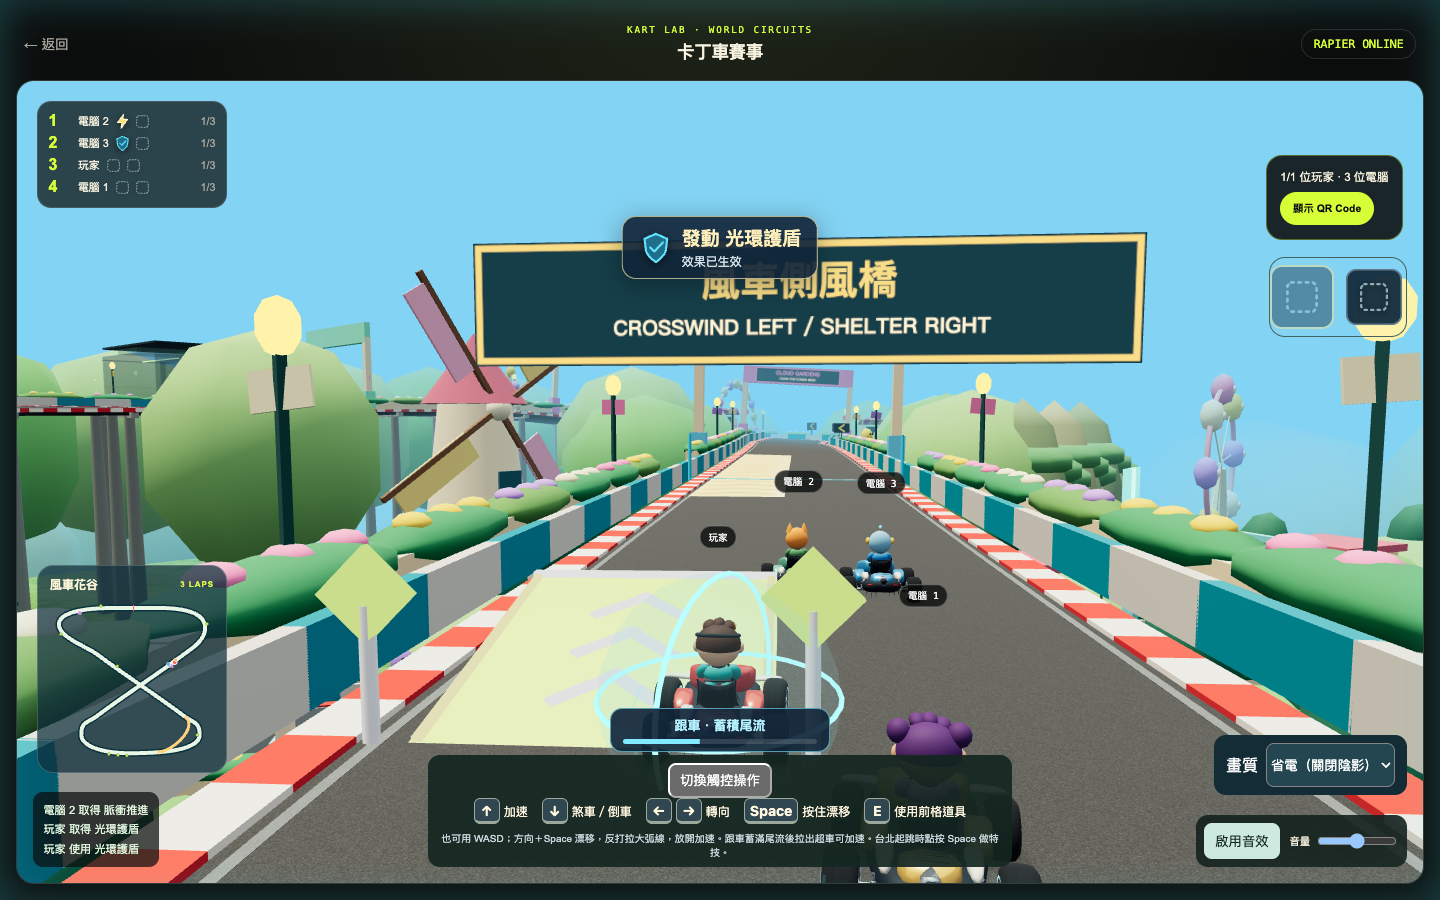 ← 返回
KART LAB · WORLD CIRCUITS
卡丁車賽事
RAPIER ONLINE
1 電腦 2 1/3
2 電腦 3 1/3
3 玩家 1/3
4 電腦 1 1/3
1/1 位玩家 · 3 位電腦
顯示 QR Code
發動 光環護盾
效果已生效
風車側風橋
CROSSWIND LEFT / SHELTER RIGHT
CLOUD GARDENS
電腦 2
電腦 3
玩家
電腦 1
風車花谷
3 LAPS
跟車 · 蓄積尾流
切換觸控操作
↑ 加速 ↓ 煞車 / 倒車 ← → 轉向 Space 按住漂移 E 使用前格道具
也可用 WASD；方向＋Space 漂移，反打拉大弧線，放開加速。跟車蓄滿尾流後拉出超車可加速。台北起跳時點按 Space 做特
技。
電腦 2 取得 脈衝推進
玩家 取得 光環護盾
玩家 使用 光環護盾
畫質 省電（關閉陰影）
啟用音效 音量